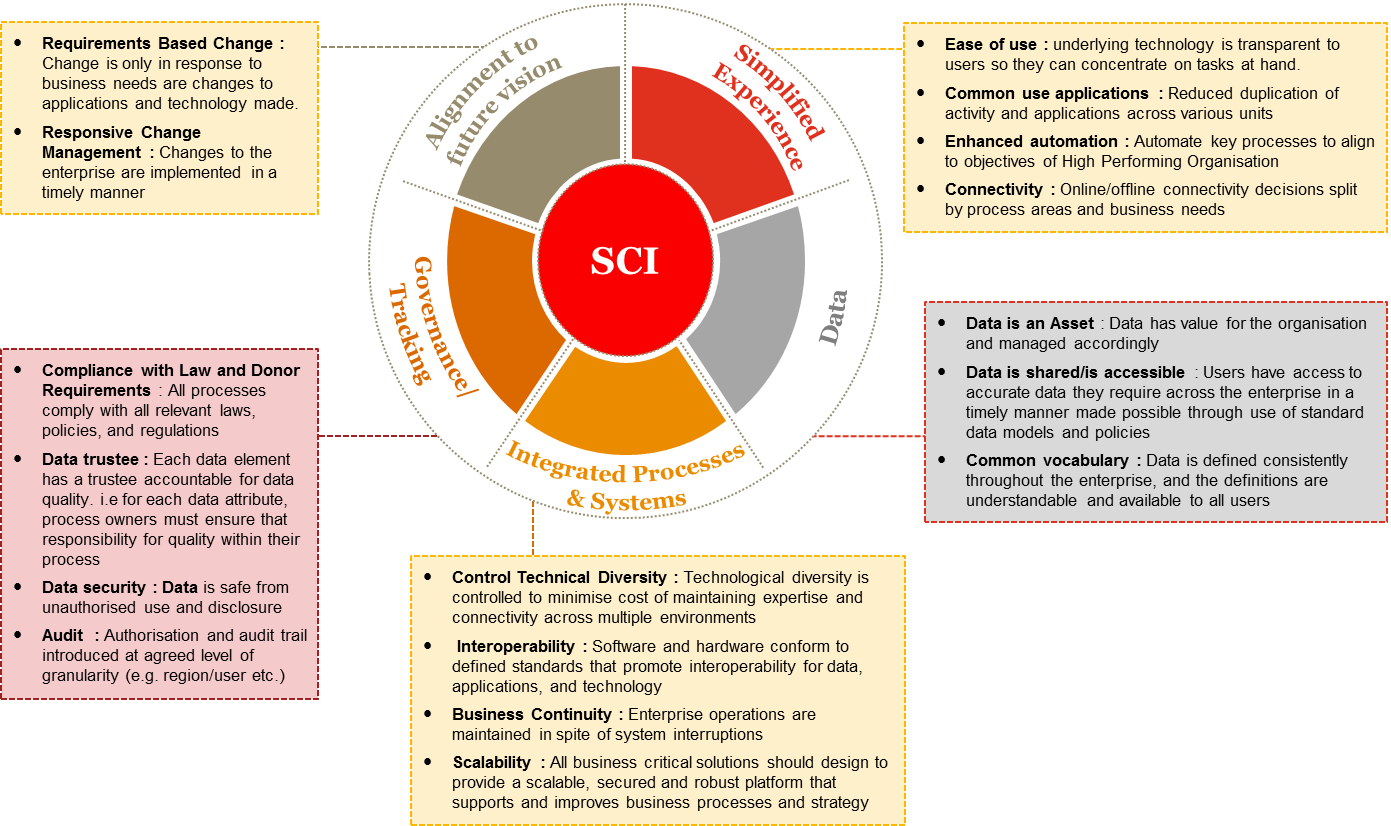 Alignment to
future vision
Simplified
Experience
Data
Integrated Processes
& Systems
Governance/
Tracking
SCI
• Requirements Based Change :
Change is only in response to
business needs are changes to
applications and technology made.
• Responsive Change
Management : Changes to the
enterprise are implemented in a
timely manner
• Ease of use : underlying technology is transparent to
users so they can concentrate on tasks at hand.
• Common use applications : Reduced duplication of
activity and applications across various units
• Enhanced automation : Automate key processes to align
to objectives of High Performing Organisation
• Connectivity : Online/offline connectivity decisions split
by process areas and business needs
• Data is an Asset : Data has value for the organisation
and managed accordingly
• Data is shared/is accessible : Users have access to
accurate data they require across the enterprise in a
timely manner made possible through use of standard
data models and policies
• Common vocabulary : Data is defined consistently
throughout the enterprise, and the definitions are
understandable and available to all users
• Compliance with Law and Donor
Requirements : All processes
comply with all relevant laws,
policies, and regulations
• Data trustee : Each data element
has a trustee accountable for data
quality. i.e for each data attribute,
process owners must ensure that
responsibility for quality within their
process
• Data security : Data is safe from
unauthorised use and disclosure
• Audit : Authorisation and audit trail
introduced at agreed level of
granularity (e.g. region/user etc.)
• Control Technical Diversity : Technological diversity is
controlled to minimise cost of maintaining expertise and
connectivity across multiple environments
• Interoperability : Software and hardware conform to
defined standards that promote interoperability for data,
applications, and technology
• Business Continuity : Enterprise operations are
maintained in spite of system interruptions
• Scalability : All business critical solutions should design to
provide a scalable, secured and robust platform that
supports and improves business processes and strategy